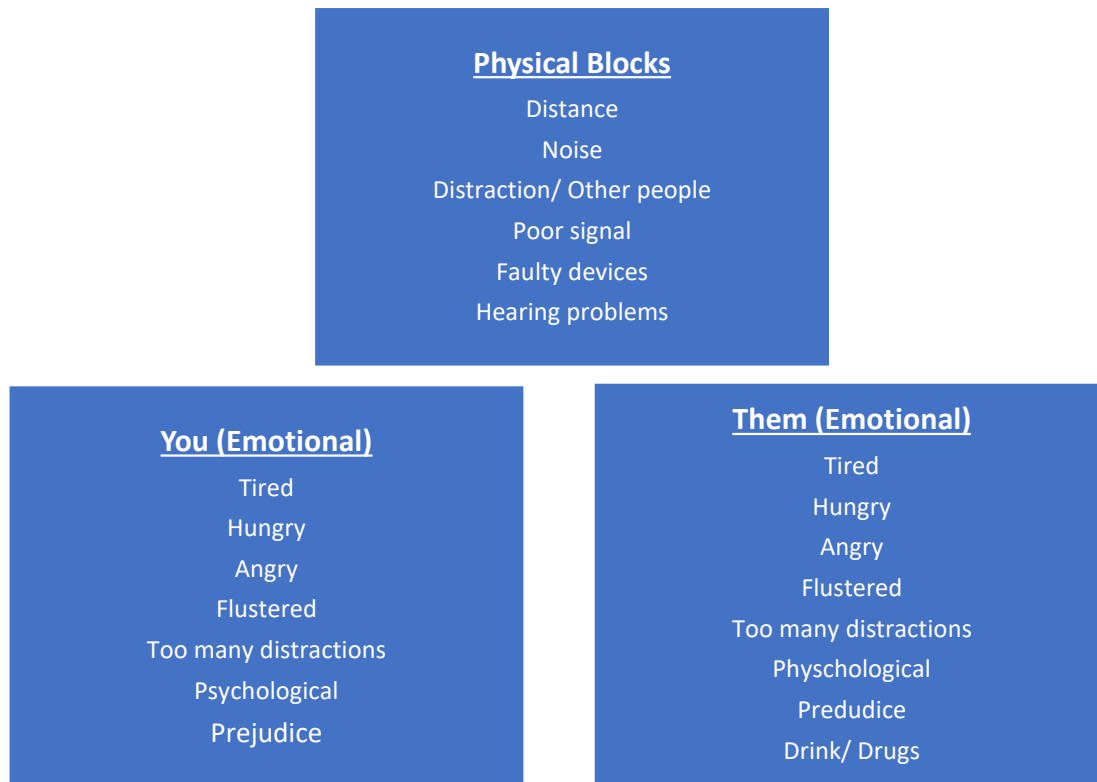 Physical Blocks
Distance
Noise
Distraction/ Other people
Poor signal
Faulty devices
Hearing problems
You (Emotional)
Tired
Hungry
Angry
Flustered
Too many distractions
Psychological
Prejudice
Them (Emotional)
Tired
Hungry
Angry
Flustered
Too many distractions
Physchological
Predudice
Drink/ Drugs